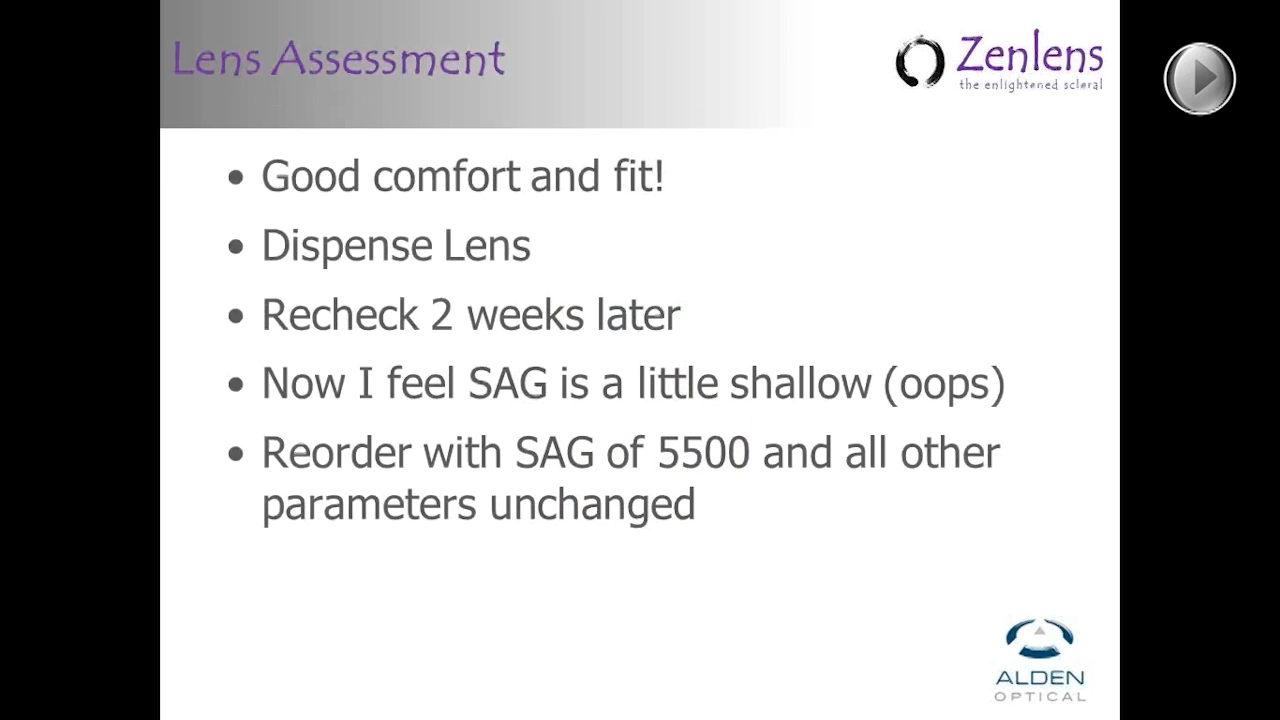 Lens Assessment
Zenlens
the enlightened scleral
• Good comfort and fit!
• Dispense Lens
• Recheck 2 weeks later
• Now I feel SAG is a little shallow (oops)
• Reorder with SAG of 5500 and all other
parameters unchanged
ALDEN
OPTICAL